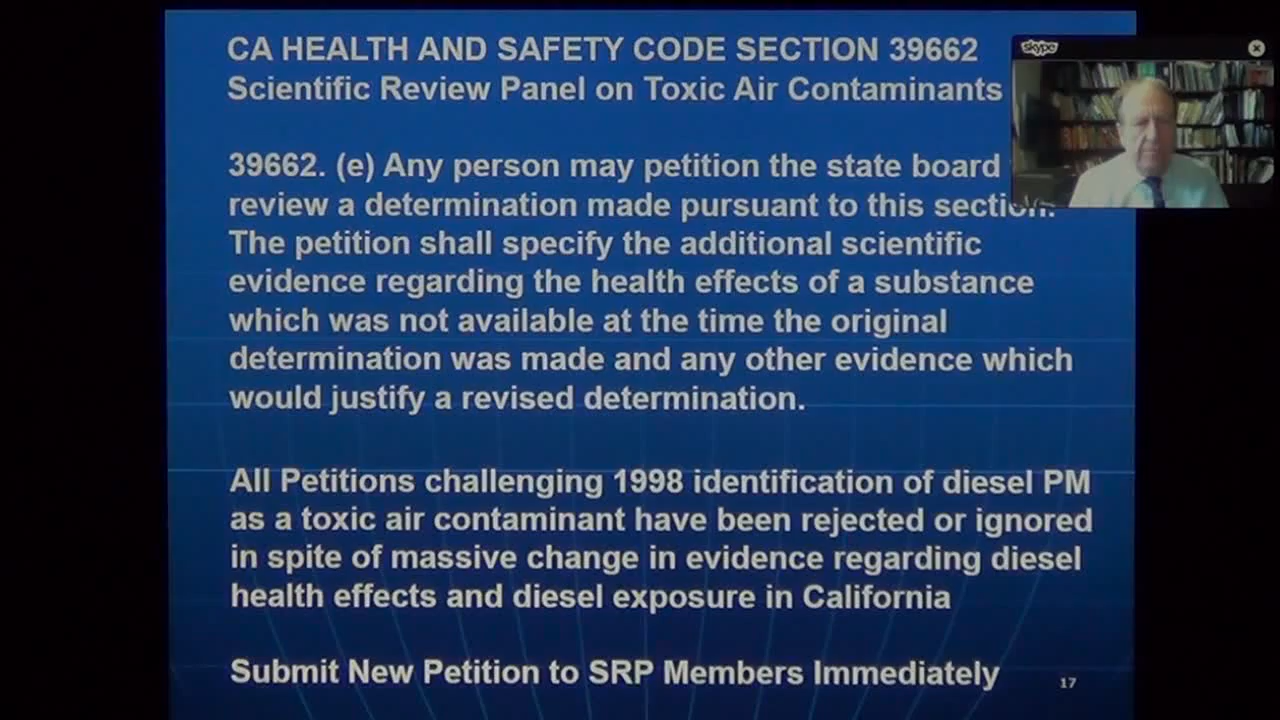 CA HEALTH AND SAFETY CODE SECTION 39662
Scientific Review Panel on Toxic Air Contaminants
skype
39662. (e) Any person may petition the state board
review a determination made pursuant to this section.
The petition shall specify the additional scientific
evidence regarding the health effects of a substance
which was not available at the time the original
determination was made and any other evidence which
would justify a revised determination.
All Petitions challenging 1998 identification of diesel PM
as a toxic air contaminant have been rejected or ignored
in spite of massive change in evidence regarding diesel
health effects and diesel exposure in California
Submit New Petition to SRP Members Immediately
17